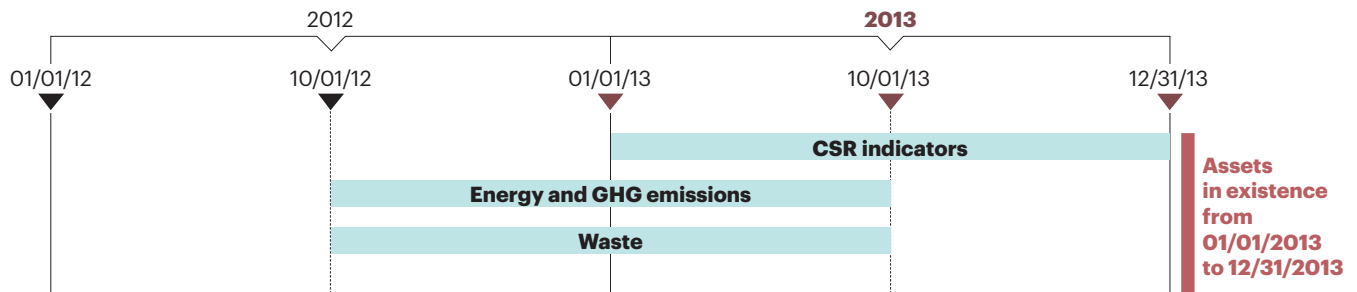 2012
2013
01/01/12
10/01/12
01/01/13
10/01/13
12/31/13
CSR indicators
Energy and GHG emissions
Waste
Assets
in existence
from
01/01/2013
to 12/31/2013